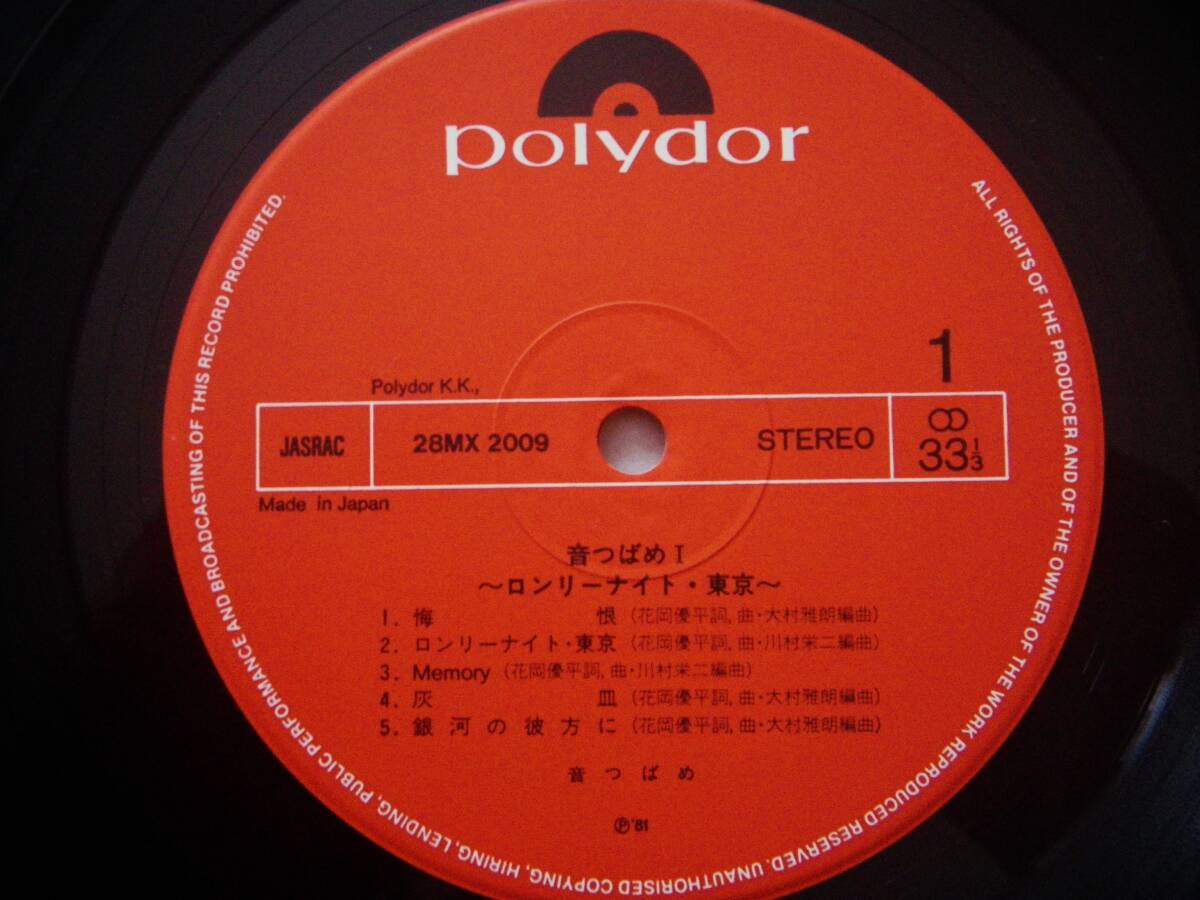 polydor
1
Polydor K.K.,
JASRAC 28MX 2009 STEREO 33 1/3
Made in Japan
音つばめ I
～ロンリーナイト・東京～
1. 悔恨 (花岡優平詞, 曲・大村雅朗編曲)
2. ロンリーナイト・東京 (花岡優平詞, 曲・川村栄二編曲)
3. Memory (花岡優平詞, 曲・川村栄二編曲)
4. 灰皿 (花岡優平詞, 曲・大村雅朗編曲)
5. 銀河の彼方に (花岡優平詞, 曲・大村雅朗編曲)
音つばめ
Ⓟ'81
ALL RIGHTS OF THE PRODUCER AND OF THE OWNER OF THE WORK REPRODUCED RESERVED. UNAUTHORISED COPYING, HIRING, LENDING, PUBLIC PERFORMANCE AND BROADCASTING OF THIS RECORD PROHIBITED.